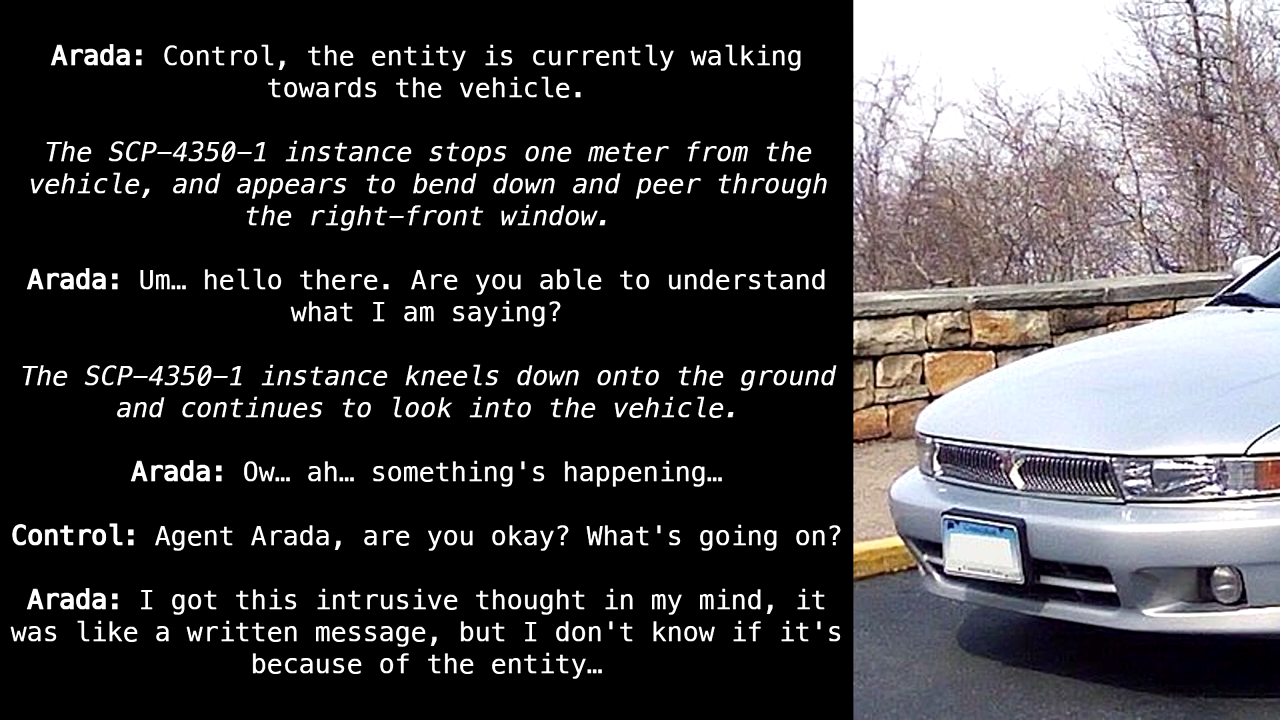 Arada: Control, the entity is currently walking
towards the vehicle.
The SCP–4350–1 instance stops one meter from the
vehicle, and appears to bend down and peer through
the right–front window.
Arada: Um… hello there. Are you able to understand
what I am saying?
The SCP–4350–1 instance kneels down onto the ground
and continues to look into the vehicle.
Arada: Ow… ah… something's happening…
Control: Agent Arada, are you okay? What's going on?
Arada: I got this intrusive thought in my mind, it
was like a written message, but I don't know if it's
because of the entity…